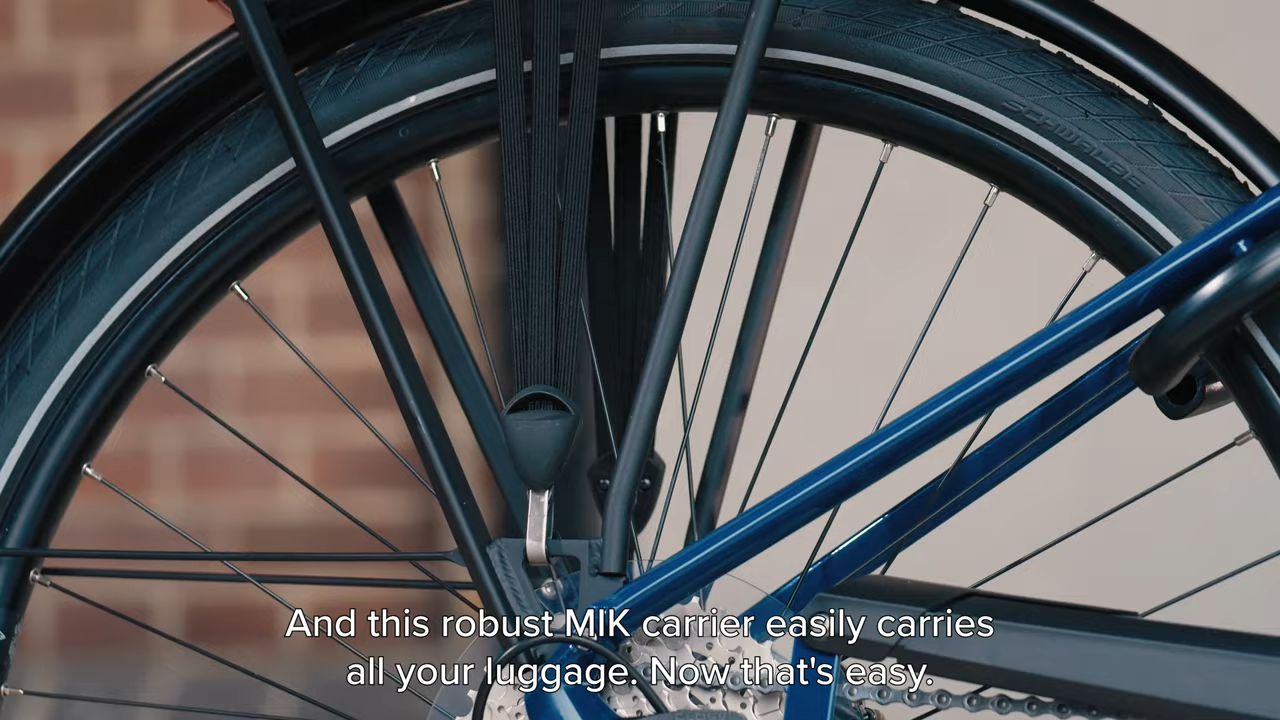 SCHWALBE
And this robust MIK carrier easily carries
all your luggage. Now that's easy.